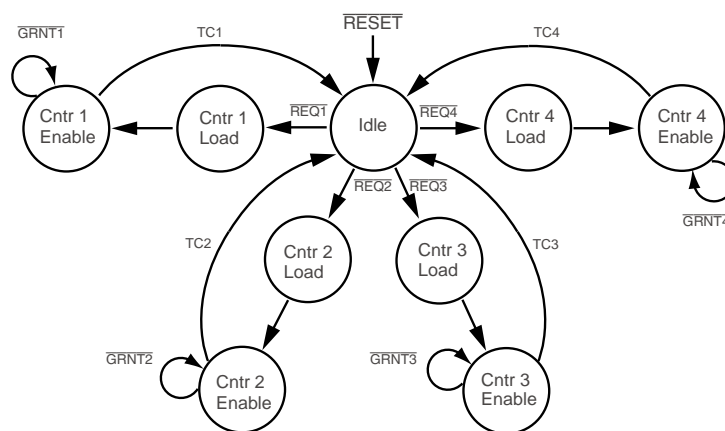 RESET
GRNT1
TC1
TC4
Cntr 1
Enable
Cntr 1
Load
REQ1
Idle
REQ4
Cntr 4
Load
Cntr 4
Enable
REQ2
REQ3
GRNT4
TC2
Cntr 2
Load
Cntr 3
Load
TC3
GRNT2
Cntr 2
Enable
GRNT3
Cntr 3
Enable